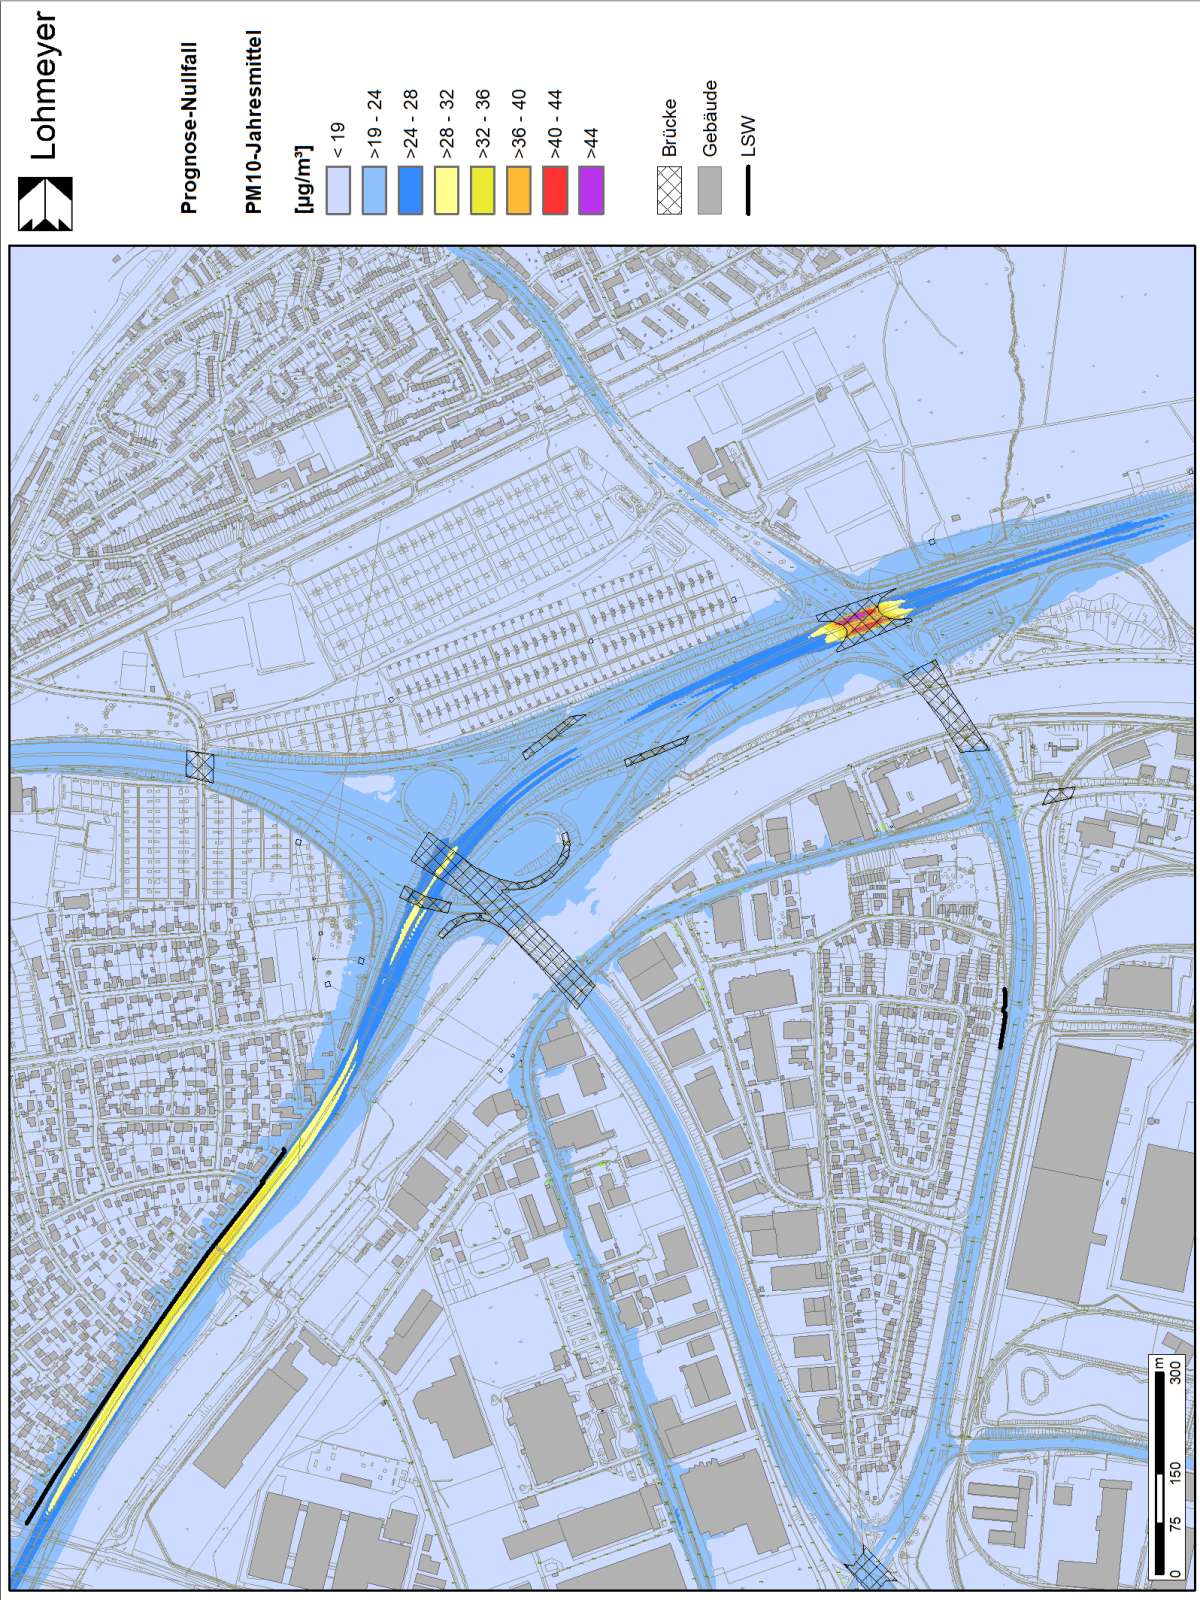 Lohmeyer
Prognose-Nullfall
PM10-Jahresmittel
[µg/m³]
< 19
>19 - 24
>24 - 28
>28 - 32
>32 - 36
>36 - 40
>40 - 44
>44
Brücke
Gebäude
LSW
0 75 150 300
m